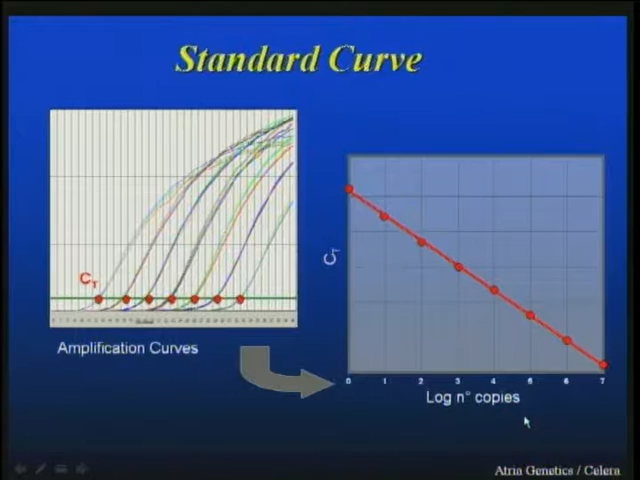 Standard Curve
CT
Amplification Curves
CT
0 1 2 3 4 5 6 7
Log n° copies
Atria Genetics / Celera